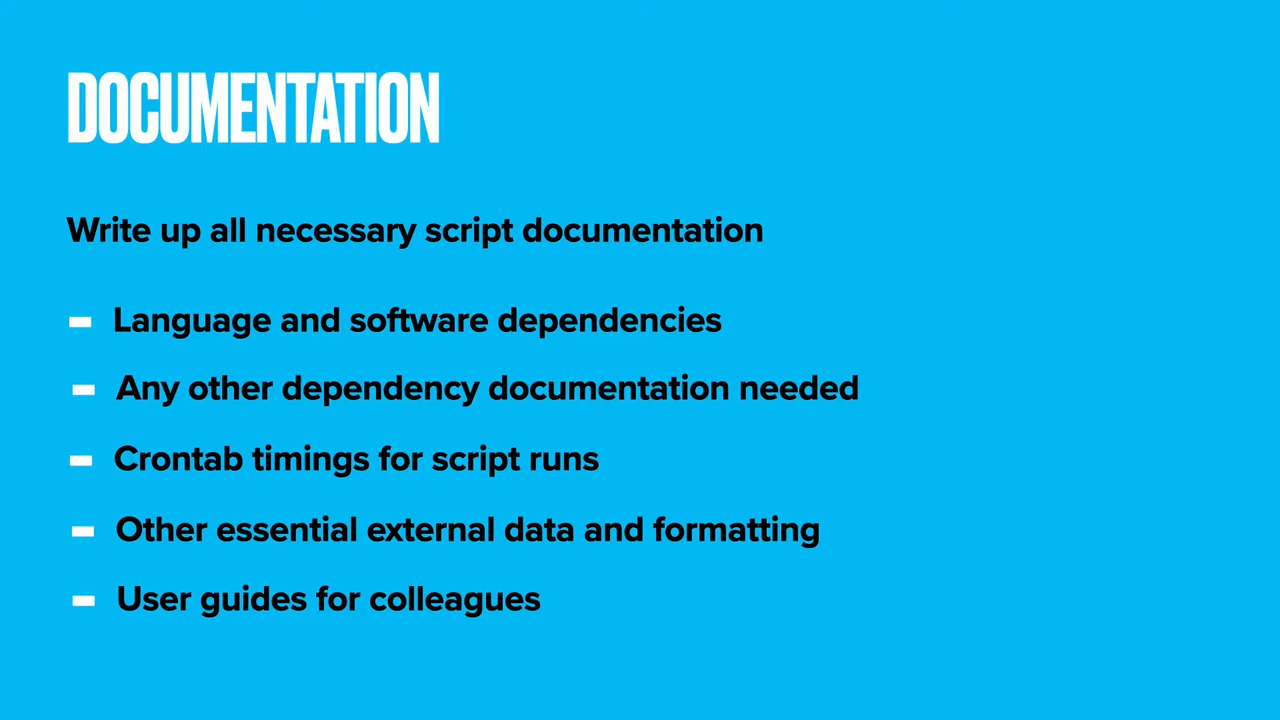 DOCUMENTATION
Write up all necessary script documentation
- Language and software dependencies
- Any other dependency documentation needed
- Crontab timings for script runs
- Other essential external data and formatting
- User guides for colleagues